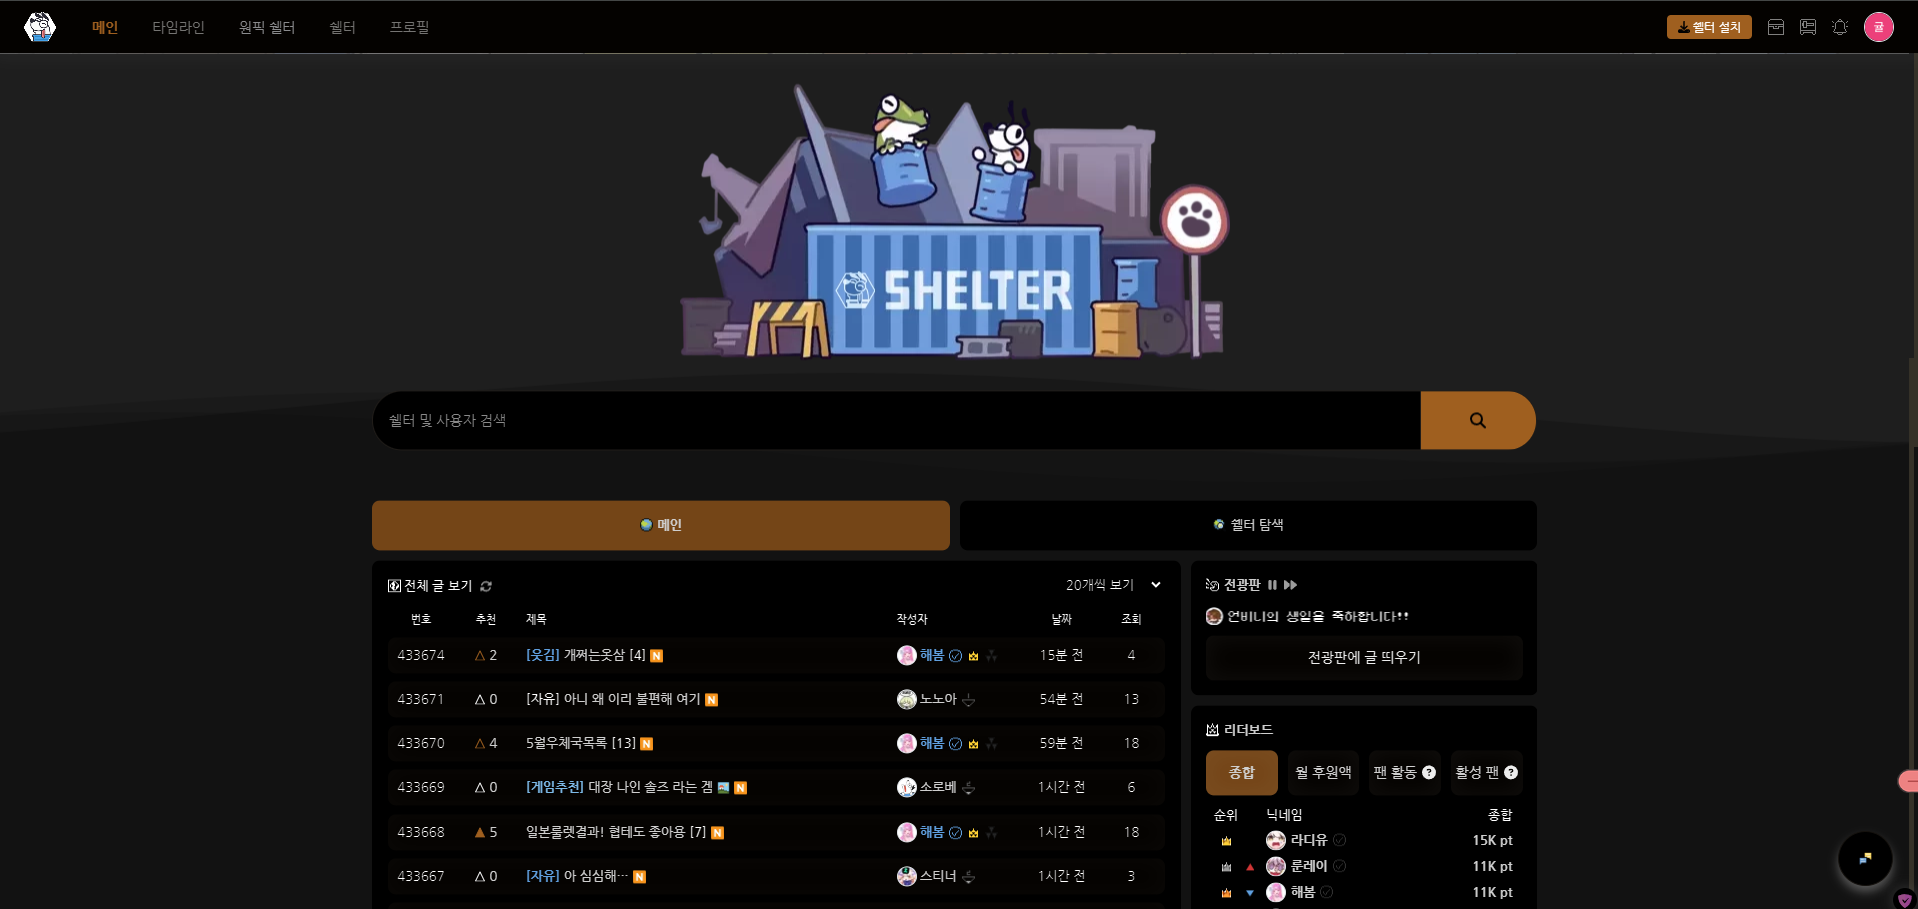 메인 타임라인 원픽 쉘터 쉘터 프로필 쉘터 설치 귤
SHELTER
쉘터 및 사용자 검색
메인 쉘터 탐색
전체 글 보기 20개씩 보기
번호 추천 제목 작성자 날짜 조회
433674 △ 2 [웃김] 개쩌는옷삼 [4] N 해봄 15분 전 4
433671 △ 0 [자유] 아니 왜 이리 불편해 여기 N 노노아 54분 전 13
433670 △ 4 5월우체국목록 [13] N 해봄 59분 전 18
433669 △ 0 [게임추천] 대장 나인 솔즈 라는 겜 N 소로베 1시간 전 6
433668 ▲ 5 일본룰렛결과! 협테도 좋아용 [7] N 해봄 1시간 전 18
433667 △ 0 [자유] 아 심심해… N 스티너 1시간 전 3
전광판
생일을 축하합니다!!
전광판에 글 띄우기
리더보드
종합 월 후원액 팬 활동 ? 활성 팬 ?
순위 닉네임 종합
라디유 15K pt
룬레이 11K pt
해봄 11K pt